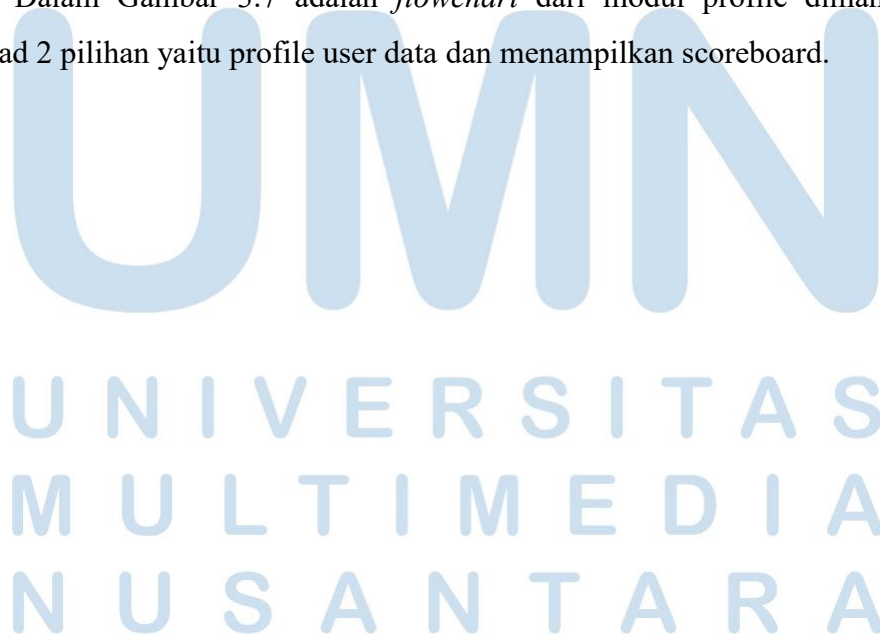 Dalam Gambar 3.7 adalah flowchart dari modul profile
ad 2 pilihan yaitu profile user data dan menampilkan scoreboard.
UMN
UNIVERSITAS
MULTIMEDIA
NUSANTARA